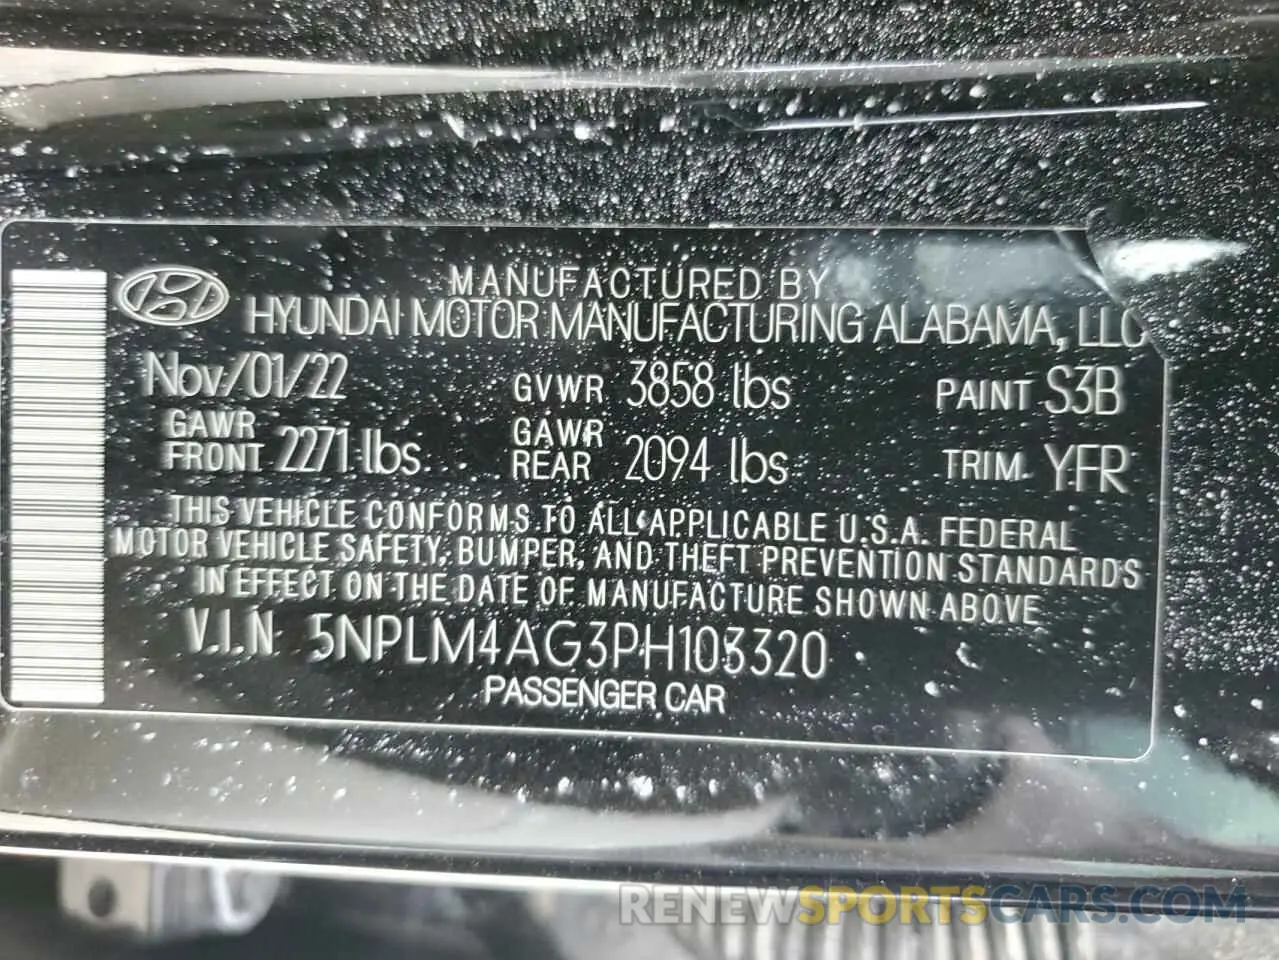 MANUFACTURED BY
HYUNDAI MOTOR MANUFACTURING ALABAMA, LLC
Nov/01/22 GVWR 3858 lbs PAINT S3B
GAWR FRONT 2271 lbs GAWR REAR 2094 lbs TRIM YFR
THIS VEHICLE CONFORMS TO ALL APPLICABLE U.S.A. FEDERAL
MOTOR VEHICLE SAFETY, BUMPER, AND THEFT PREVENTION STANDARDS
IN EFFECT ON THE DATE OF MANUFACTURE SHOWN ABOVE
V.I.N 5NPLM4AG3PH103320
PASSENGER CAR
RENEWSPORTSCARS.COM